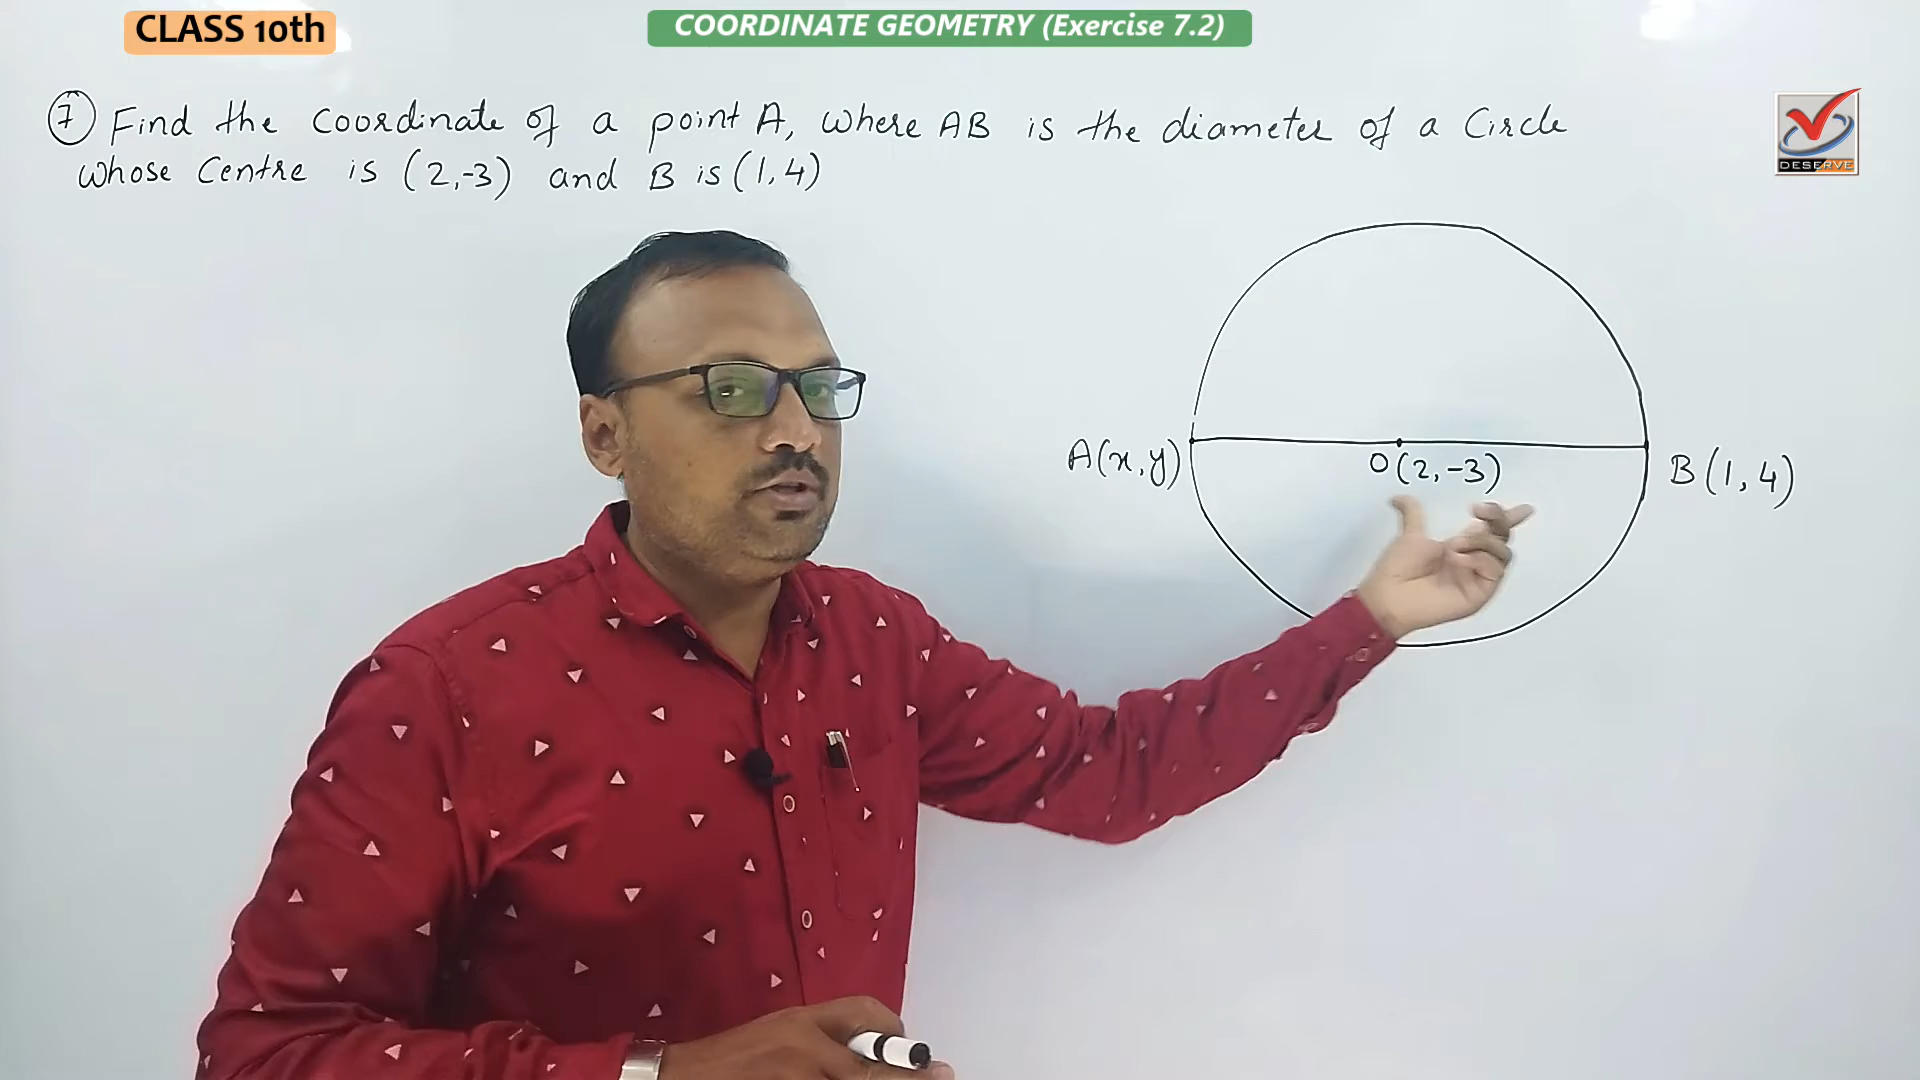 CLASS 10th
COORDINATE GEOMETRY (Exercise 7.2)
7 Find the coordinate of a point A, where AB is the diameter of a Circle
whose Centre is (2,-3) and B is (1,4)
DESERVE
A(x,y)
O(2,-3)
B(1,4)